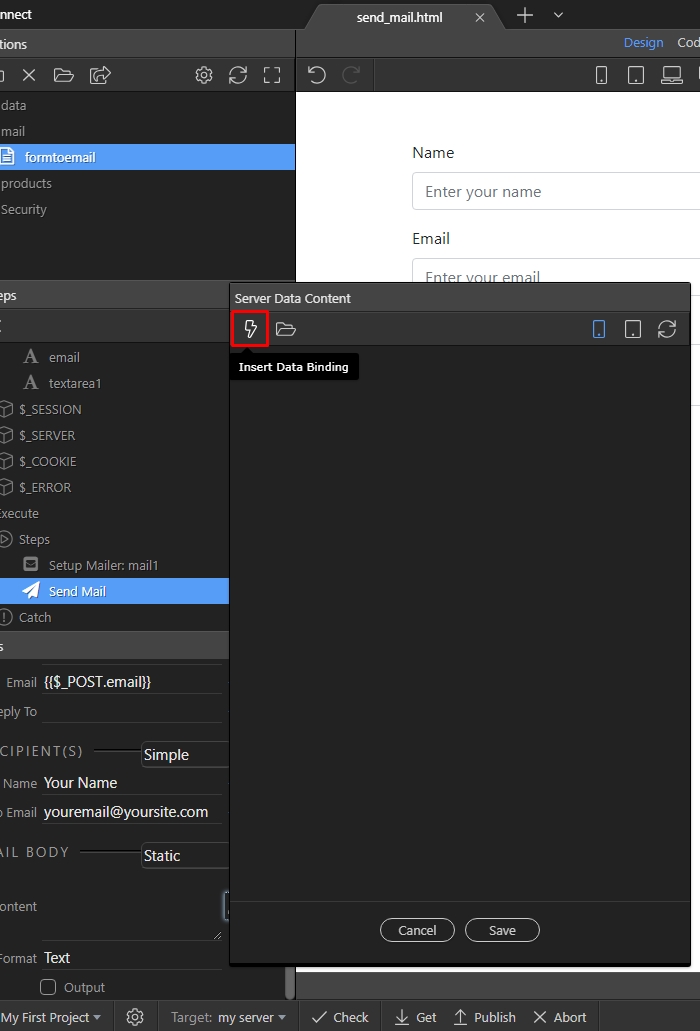 nnect
send_mail.html
tions
Design
Cod
data
mail
formtoemail
products
Security
Name
Enter your name
Email
Enter your email
eps
Server Data Content
Insert Data Binding
email
textarea1
$_SESSION
$_SERVER
$_COOKIE
$_ERROR
Execute
Steps
Setup Mailer: mail1
Send Mail
Catch
s
Email {{$_POST.email}}
eply To
CIPIENT(S) Simple
Name Your Name
o Email youremail@yoursite.com
AIL BODY Static
ontent
Cancel Save
Format Text
Output
My First Project Target: my server Check Get Publish Abort